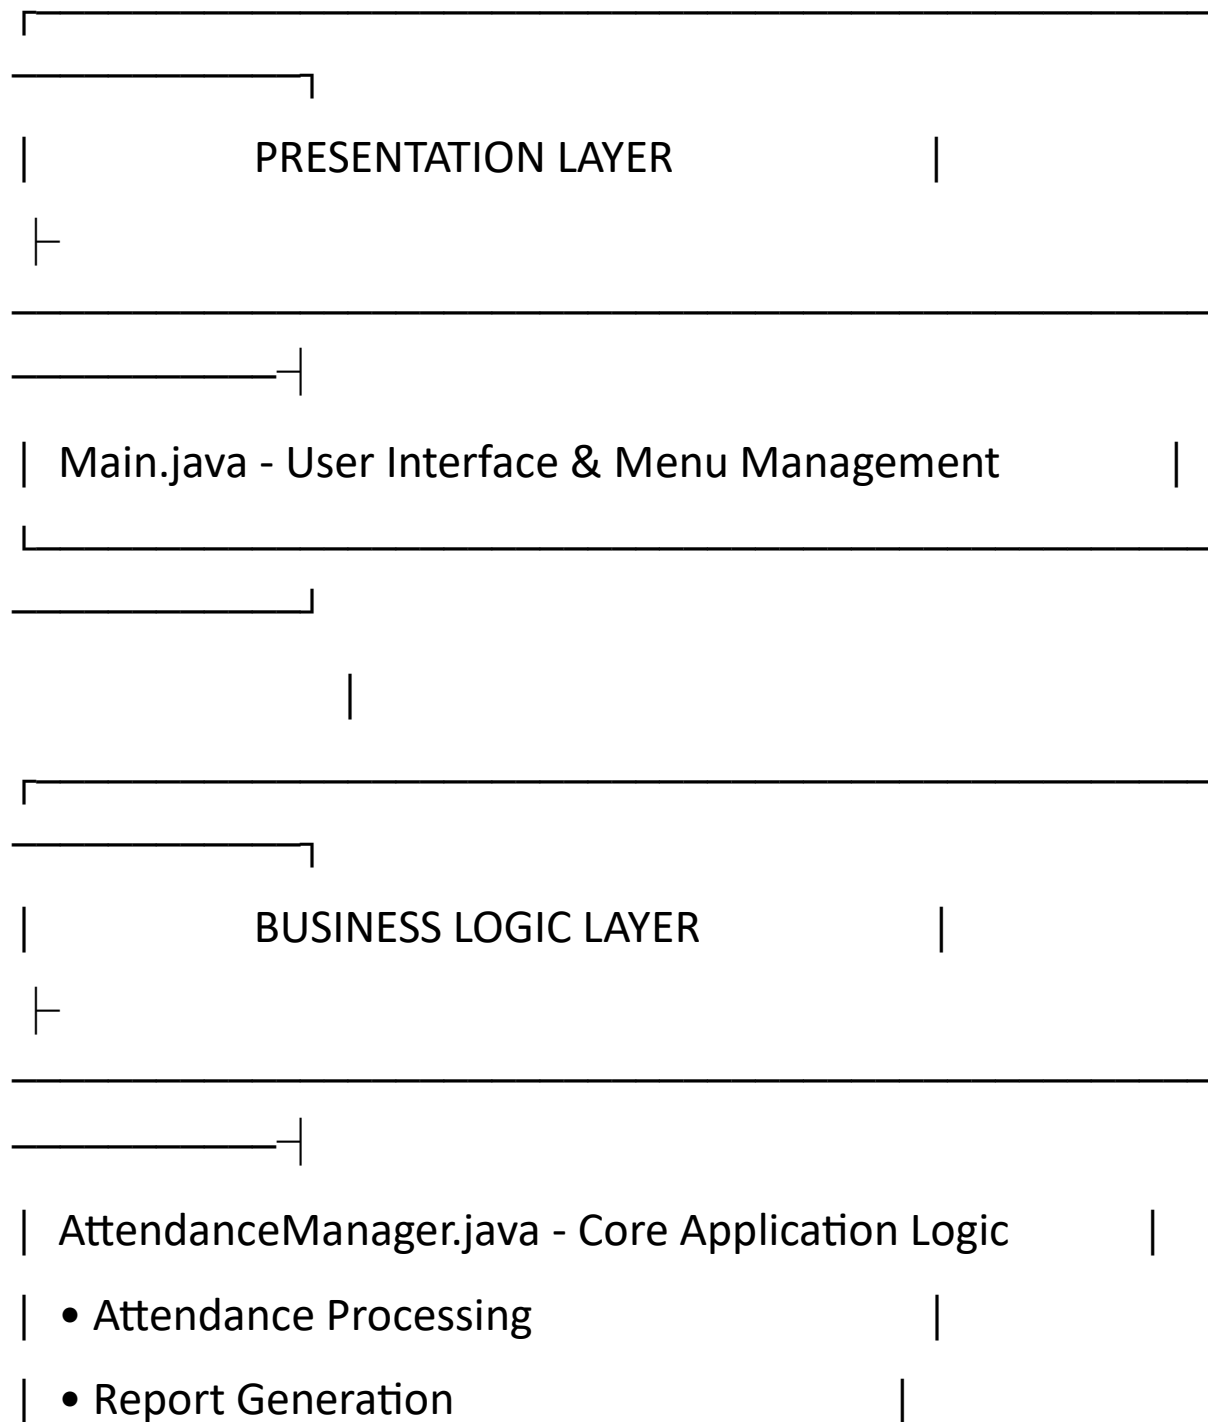 PRESENTATION LAYER
Main.java - User Interface & Menu Management
BUSINESS LOGIC LAYER
AttendanceManager.java - Core Application Logic
• Attendance Processing
• Report Generation